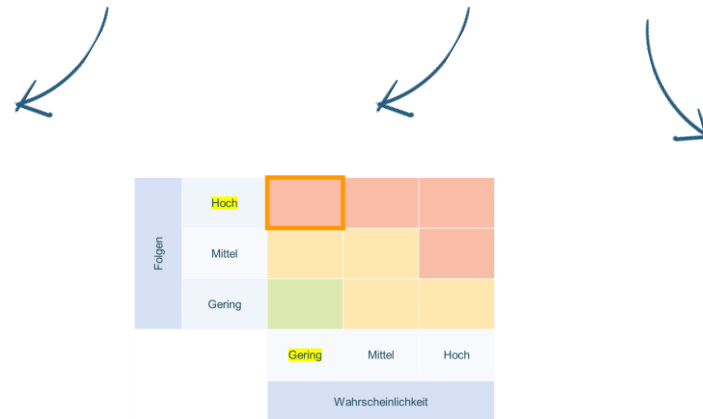 Folgen
Hoch
Mittel
Gering
Gering Mittel Hoch
Wahrscheinlichkeit